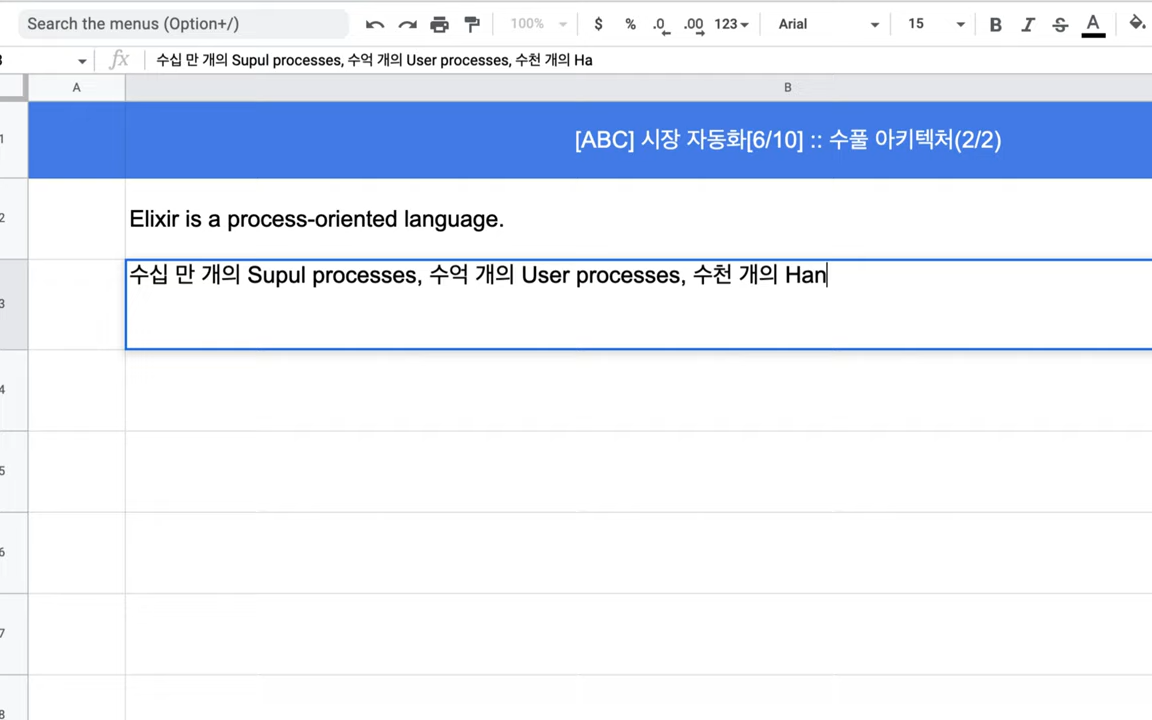 Search the menus (Option+/)
100%
$ % .0 .00 123
Arial
15
B I S A
3
fx
수십 만 개의 Supul processes, 수억 개의 User processes, 수천 개의 Ha
A
B
1
[ABC] 시장 자동화[6/10] :: 수풀 아키텍처(2/2)
2
Elixir is a process-oriented language.
3
수십 만 개의 Supul processes, 수억 개의 User processes, 수천 개의 Han
4
5
6
7
8